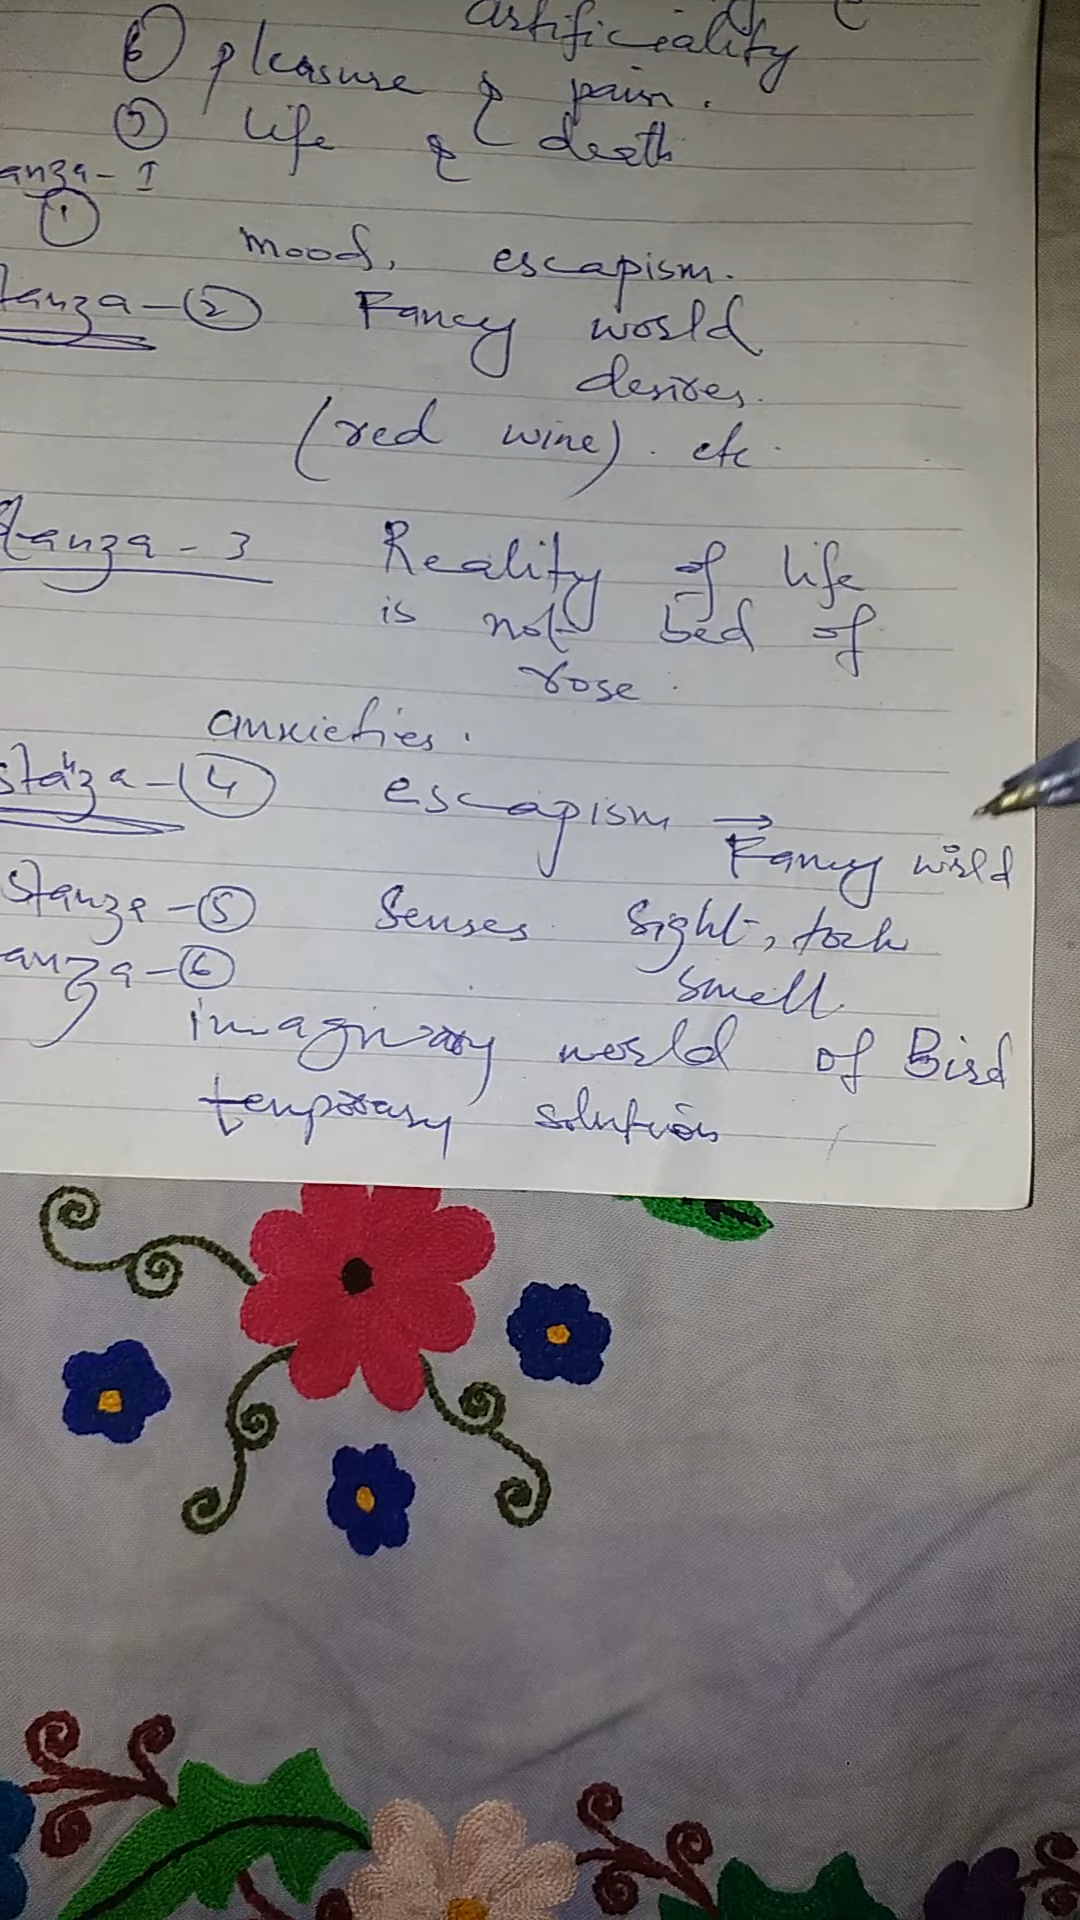 artificiality
⑥ pleasure & pain.
⑦ life & death
anza - I
①
mood, escapism.
tanza - ② Fancy world
desires.
(red wine). etc.
Stanza - 3 Reality of life
is not bed of
rose.
anxieties.
stanza - ④ escapism → Fancy world
Stanza - ⑤ Senses sight,
smell
anza - ⑥
imaginary world of Bird
temporary solution